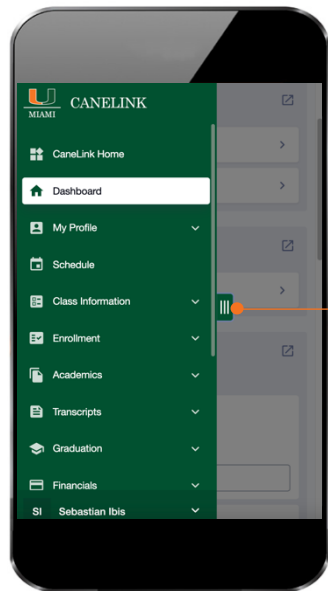 U
MIAMI
CANELINK
CaneLink Home
Dashboard
My Profile
Schedule
Class Information
Enrollment
Academics
Transcripts
Graduation
Financials
SI Sebastian Ibis